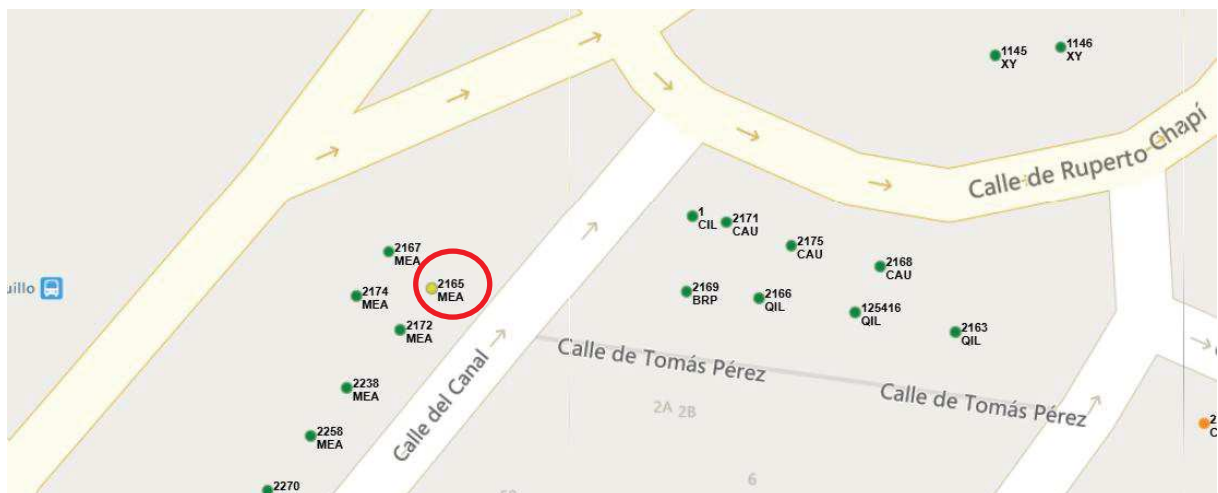 1145
XY
1146
XY
Calle de Ruperto Chapí
1
CIL
2171
CAU
2175
CAU
2168
CAU
2167
MEA
2165
MEA
2174
MEA
2172
MEA
2169
BRP
2166
QIL
125416
QIL
2163
QIL
uillo
Calle del Canal
Calle de Tomás Pérez
Calle de Tomás Pérez
2238
MEA
2A 2B
2258
MEA
6
2270